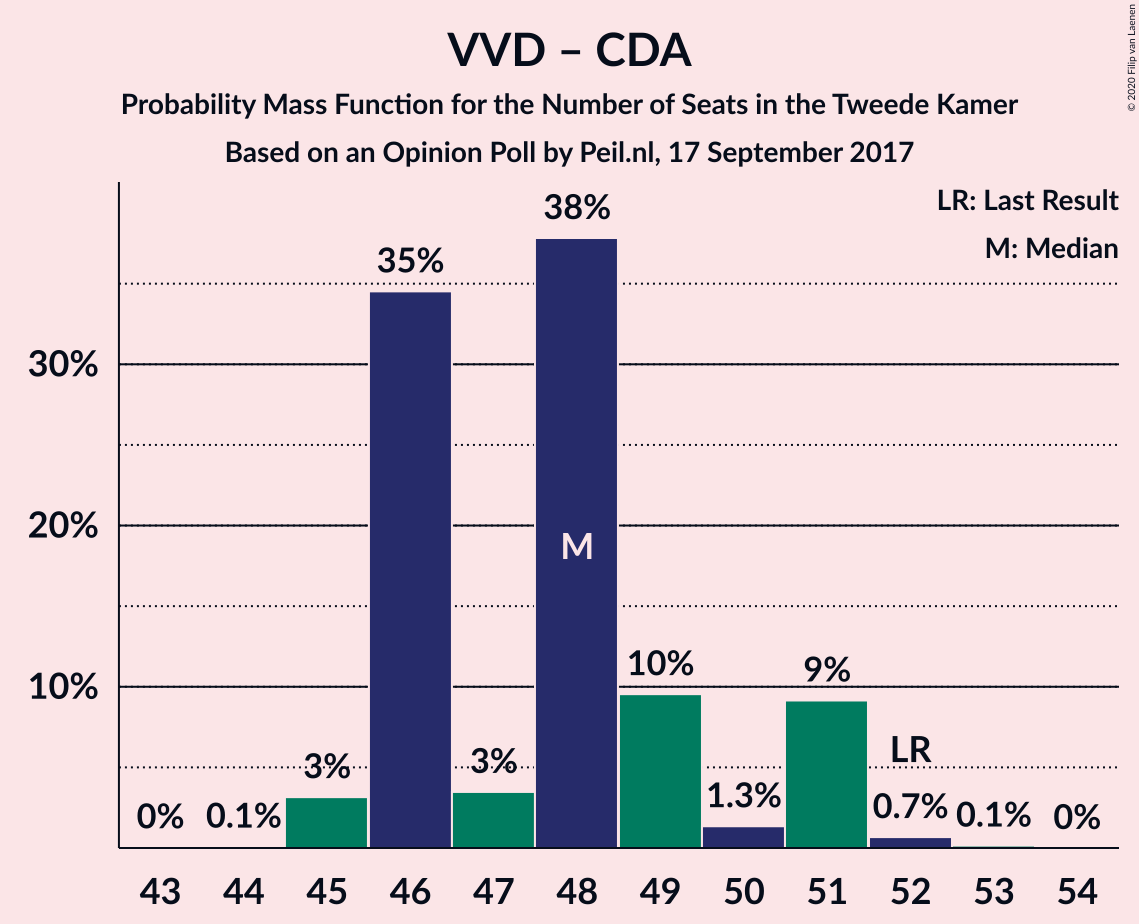 VVD – CDA
Probability Mass Function for the Number of Seats in the Tweede Kamer
Based on an Opinion Poll by Peil.nl, 17 September 2017
© 2020 Filip van Laenen
LR: Last Result
M: Median
30%
20%
10%
0%
0.1%
3%
35%
3%
38%
M
10%
1.3%
9%
LR
0.7%
0.1%
0%
43 44 45 46 47 48 49 50 51 52 53 54